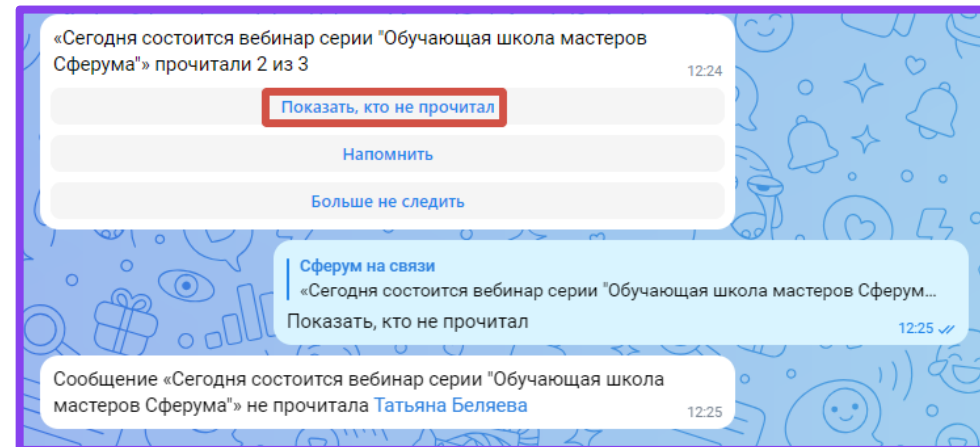 «Сегодня состоится вебинар серии "Обучающая школа мастеров
Сферума"» прочитали 2 из 3
12:24
Показать, кто не прочитал
Напомнить
Больше не следить
Сферум на связи
«Сегодня состоится вебинар серии "Обучающая школа мастеров Сферум...
Показать, кто не прочитал
12:25
Сообщение «Сегодня состоится вебинар серии "Обучающая школа
мастеров Сферума"» не прочитала Татьяна Беляева
12:25